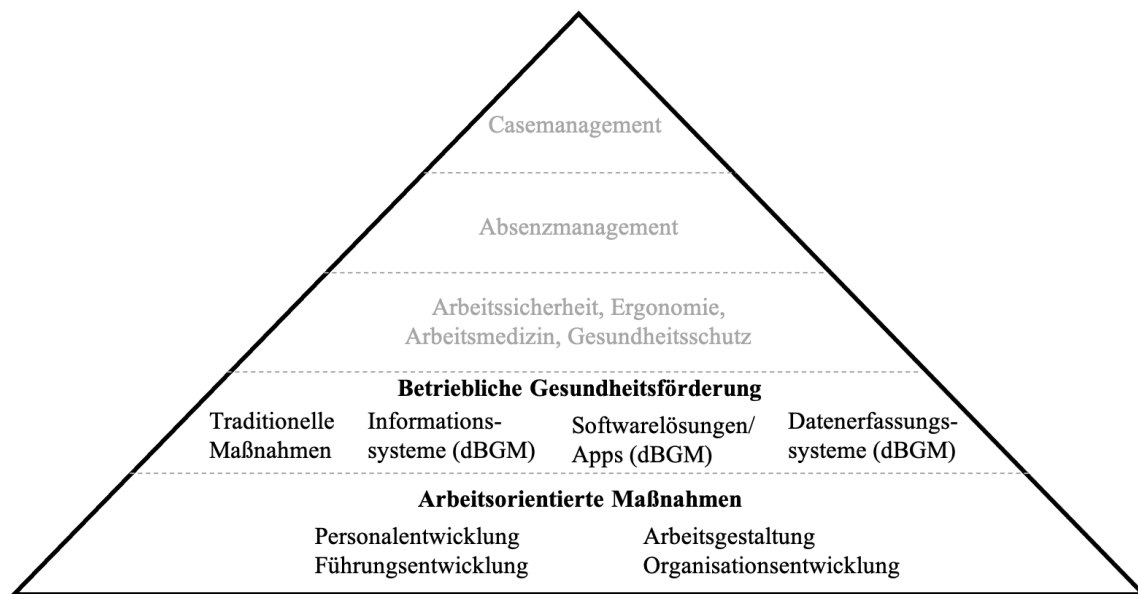 Casemanagement
Absenzmanagement
Arbeitssicherheit, Ergonomie,
Arbeitsmedizin, Gesundheitsschutz
Betriebliche Gesundheitsförderung
Traditionelle
Maßnahmen
Informations-
systeme (dBGM)
Softwarelösungen/
Apps (dBGM)
Datenerfassungs-
systeme (dBGM)
Arbeitsorientierte Maßnahmen
Personalentwicklung
Führungsentwicklung
Arbeitsgestaltung
Organisationsentwicklung